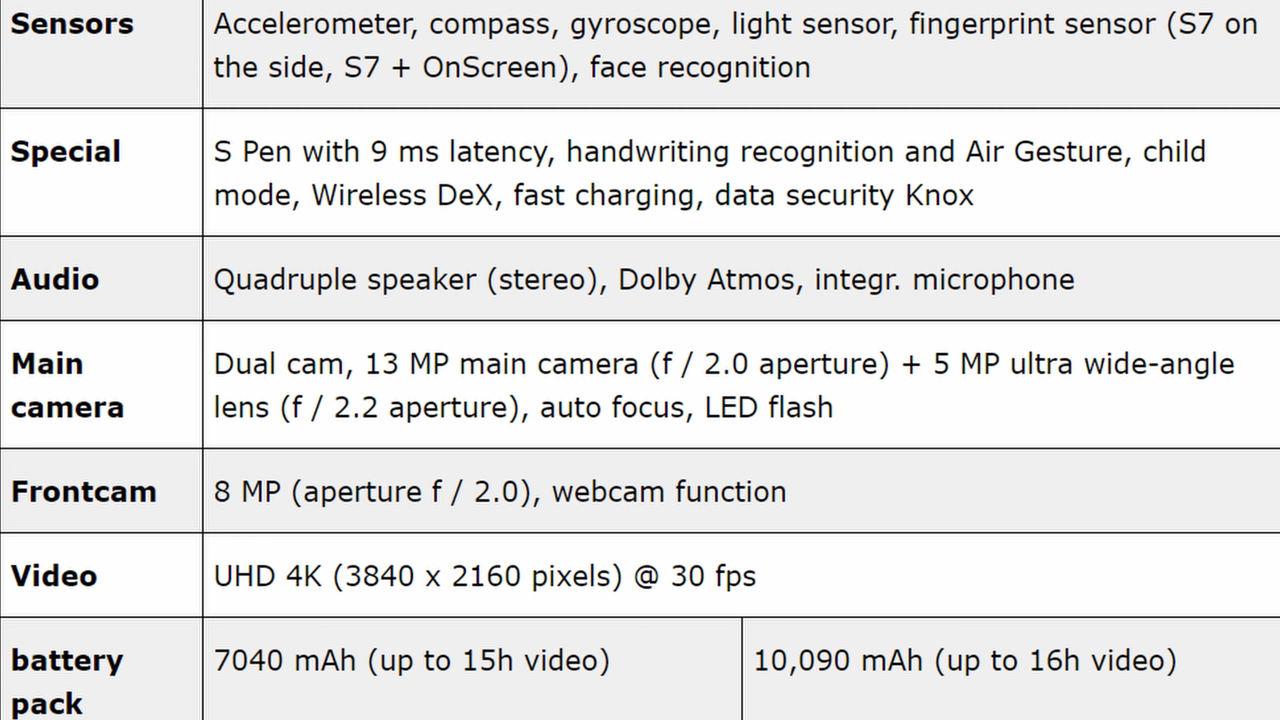 Sensors
Accelerometer, compass, gyroscope, light sensor, fingerprint sensor (S7 on
the side, S7 + OnScreen), face recognition
Special
S Pen with 9 ms latency, handwriting recognition and Air Gesture, child
mode, Wireless DeX, fast charging, data security Knox
Audio
Quadruple speaker (stereo), Dolby Atmos, integr. microphone
Main
camera
Dual cam, 13 MP main camera (f / 2.0 aperture) + 5 MP ultra wide-angle
lens (f / 2.2 aperture), auto focus, LED flash
Frontcam
8 MP (aperture f / 2.0), webcam function
Video
UHD 4K (3840 x 2160 pixels) @ 30 fps
battery
pack
7040 mAh (up to 15h video)
10,090 mAh (up to 16h video)